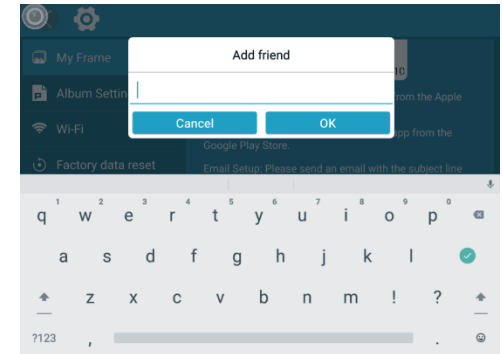 My Frame
Add friend
10
Album Settin
rom the Apple
Wi-Fi
Cancel
OK
pp from the
Google Play Store.
Factory data reset
Email Setup: Please send an email with the subject line
1 2 3 4 5 6 7 8 9 0
q w e r t y u i o p
a s d f g h j k l
z x c v b n m ! ?
?123 , .